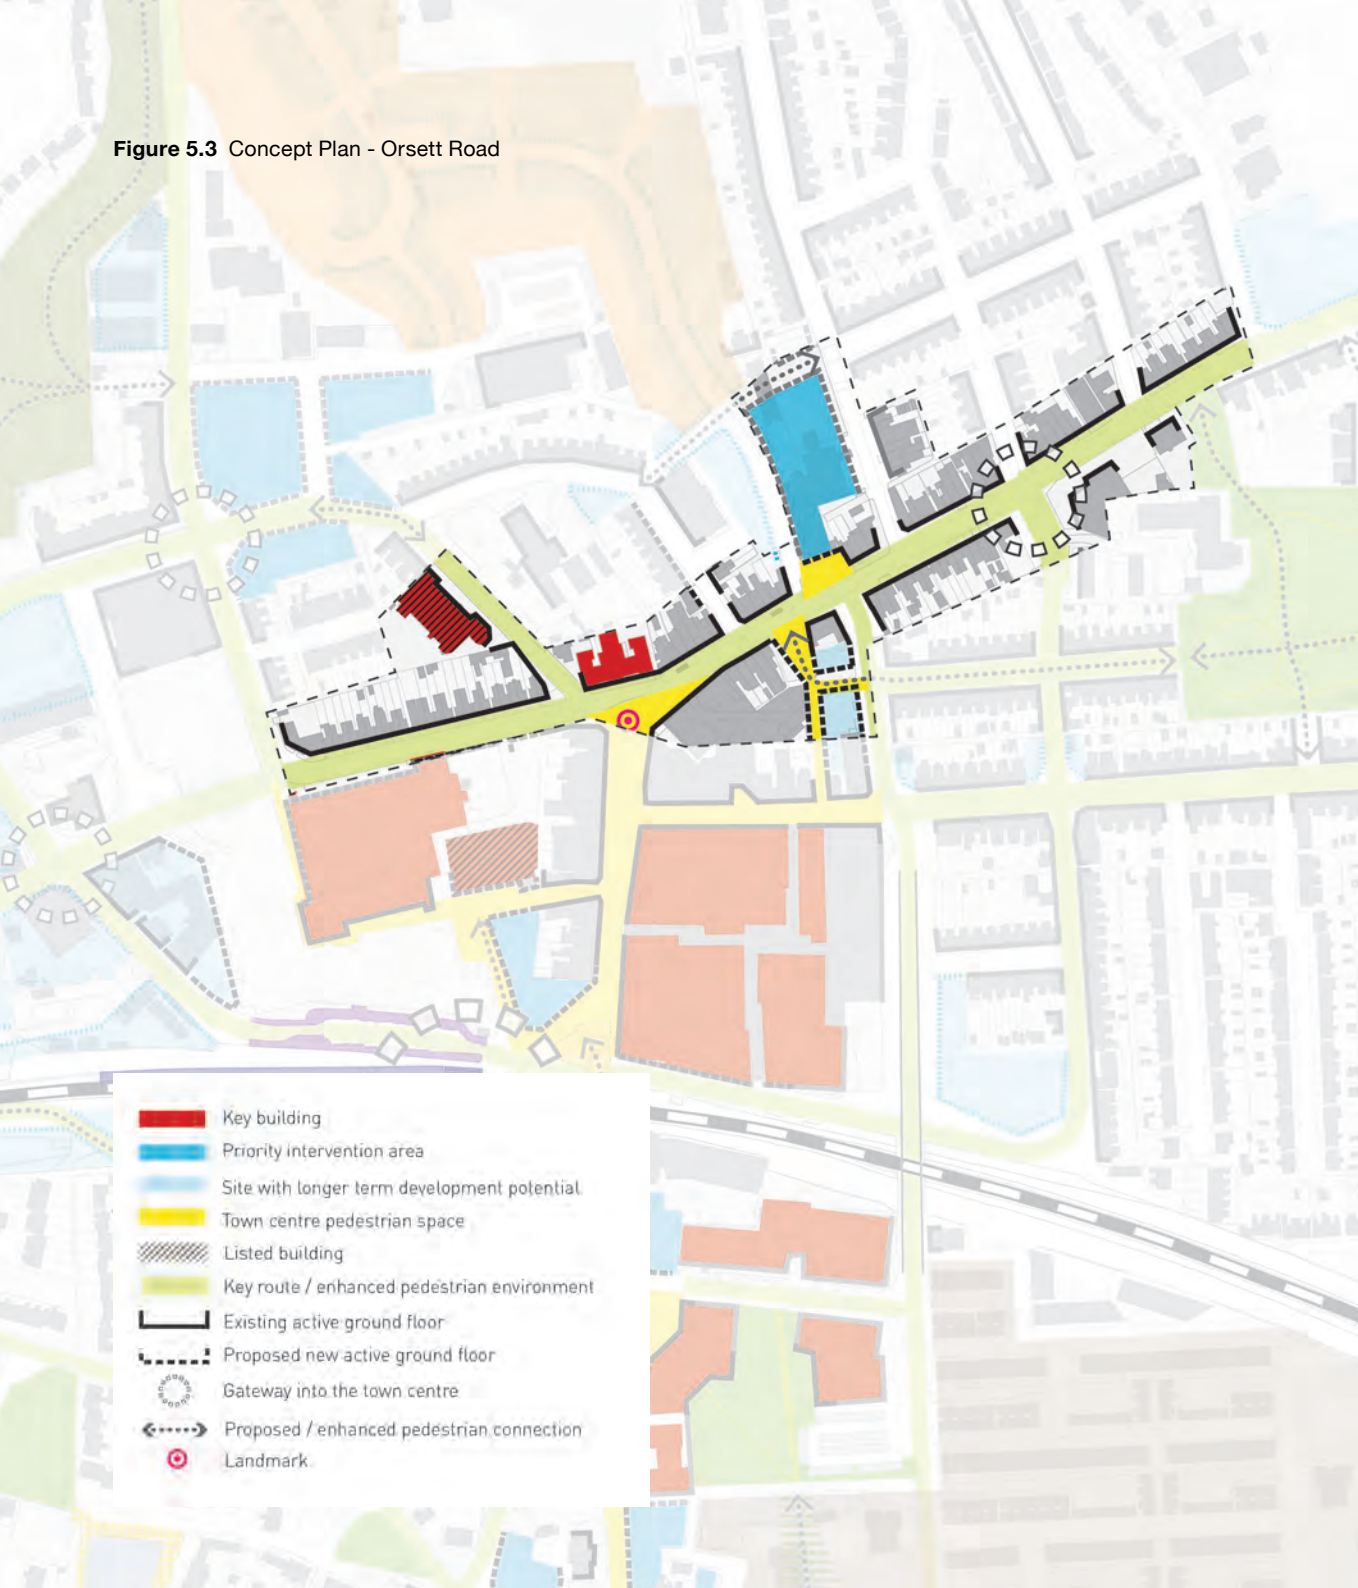 Figure 5.3 Concept Plan - Orsett Road
Key building
Priority intervention area
Site with longer term development potential
Town centre pedestrian space
Listed building
Key route / enhanced pedestrian environment
Existing active ground floor
Proposed new active ground floor
Gateway into the town centre
Proposed / enhanced pedestrian connection
Landmark